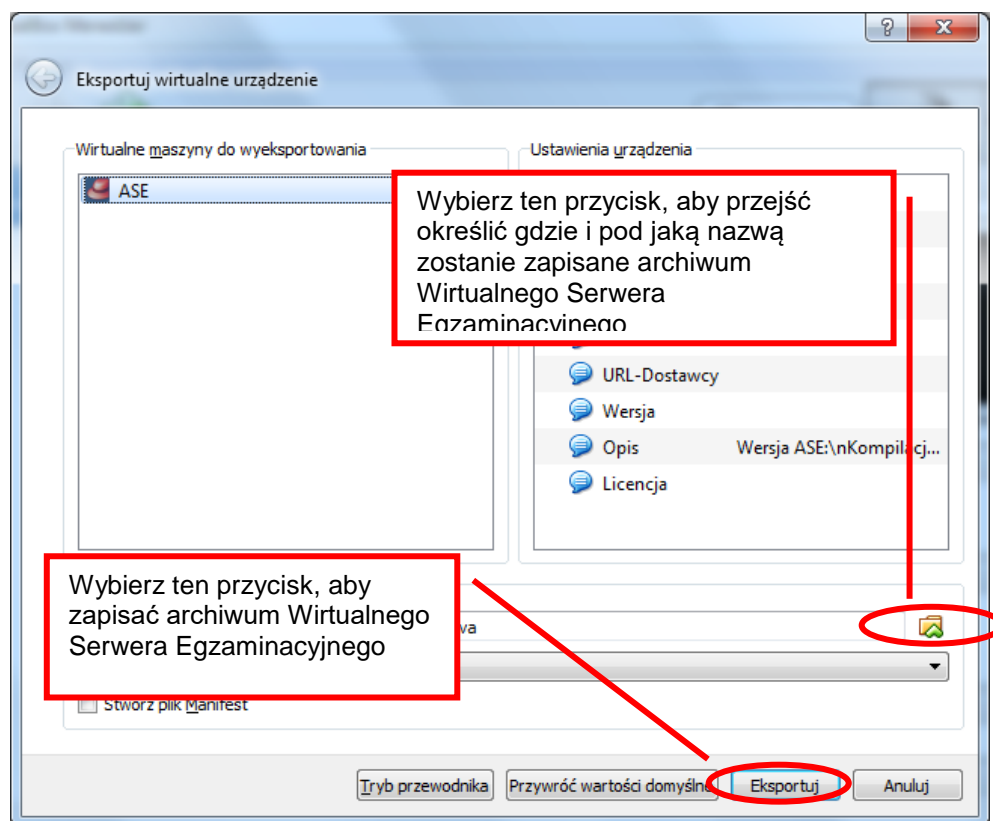 Eksportuj wirtualne urządzenie
Wirtualne maszyny do wyeksportowania
Ustawienia urządzenia
ASE
Wybierz ten przycisk, aby przejść
określić gdzie i pod jaką nazwą
zostanie zapisane archiwum
Wirtualnego Serwera
Egzaminacyjnego
URL-Dostawcy
Wersja
Opis Wersja ASE:\nKompilacj...
Licencja
Wybierz ten przycisk, aby
zapisać archiwum Wirtualnego
Serwera Egzaminacyjnego
va
Stwórz plik Manifest
Tryb przewodnika Przywróć wartości domyślne Eksportuj Anuluj